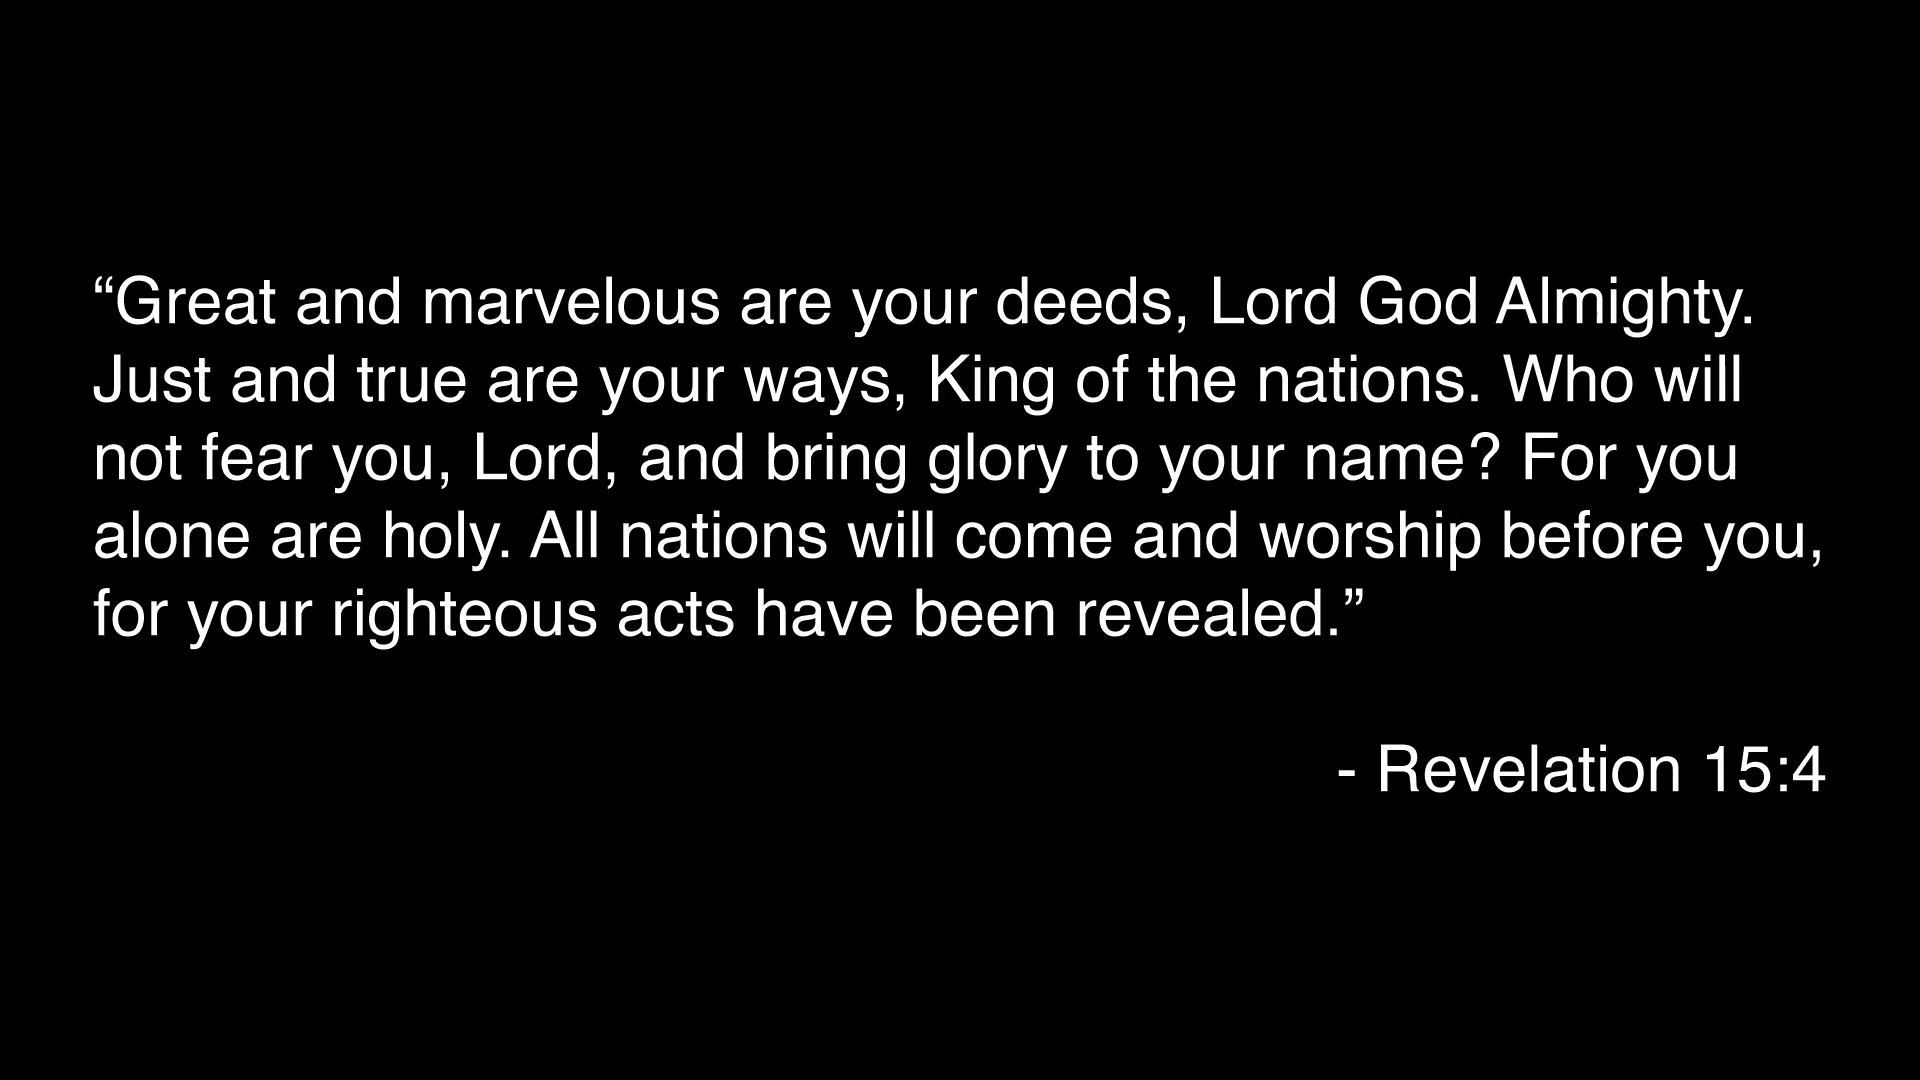 “Great and marvelous are your deeds, Lord God Almighty.
Just and true are your ways, King of the nations. Who will
not fear you, Lord, and bring glory to your name? For you
alone are holy. All nations will come and worship before you,
for your righteous acts have been revealed.”
- Revelation 15:4